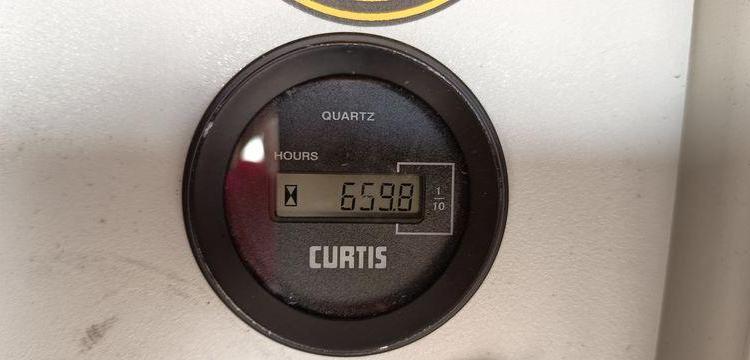 QUARTZ
HOURS
659.8
1
10
CURTIS